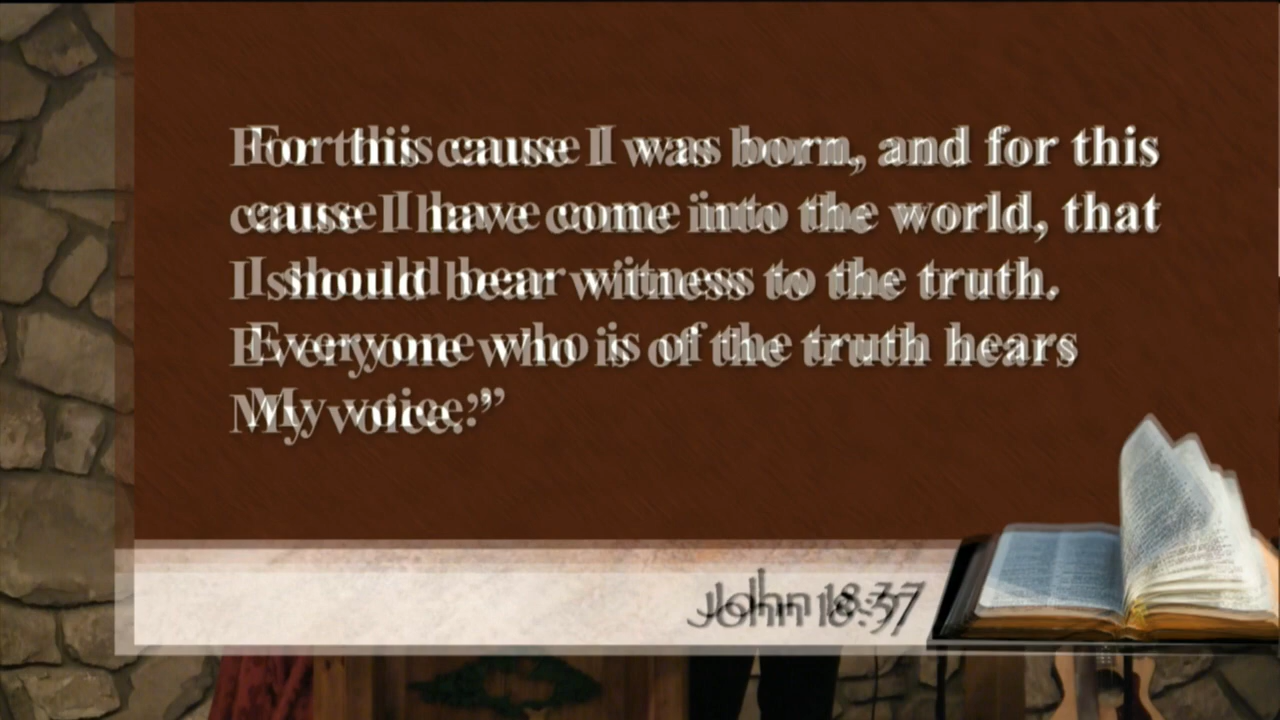 For this cause I was born, and for this
cause I have come into the world, that
I should bear witness to the truth.
Everyone who is of the truth hears
My voice.”
John 18:37